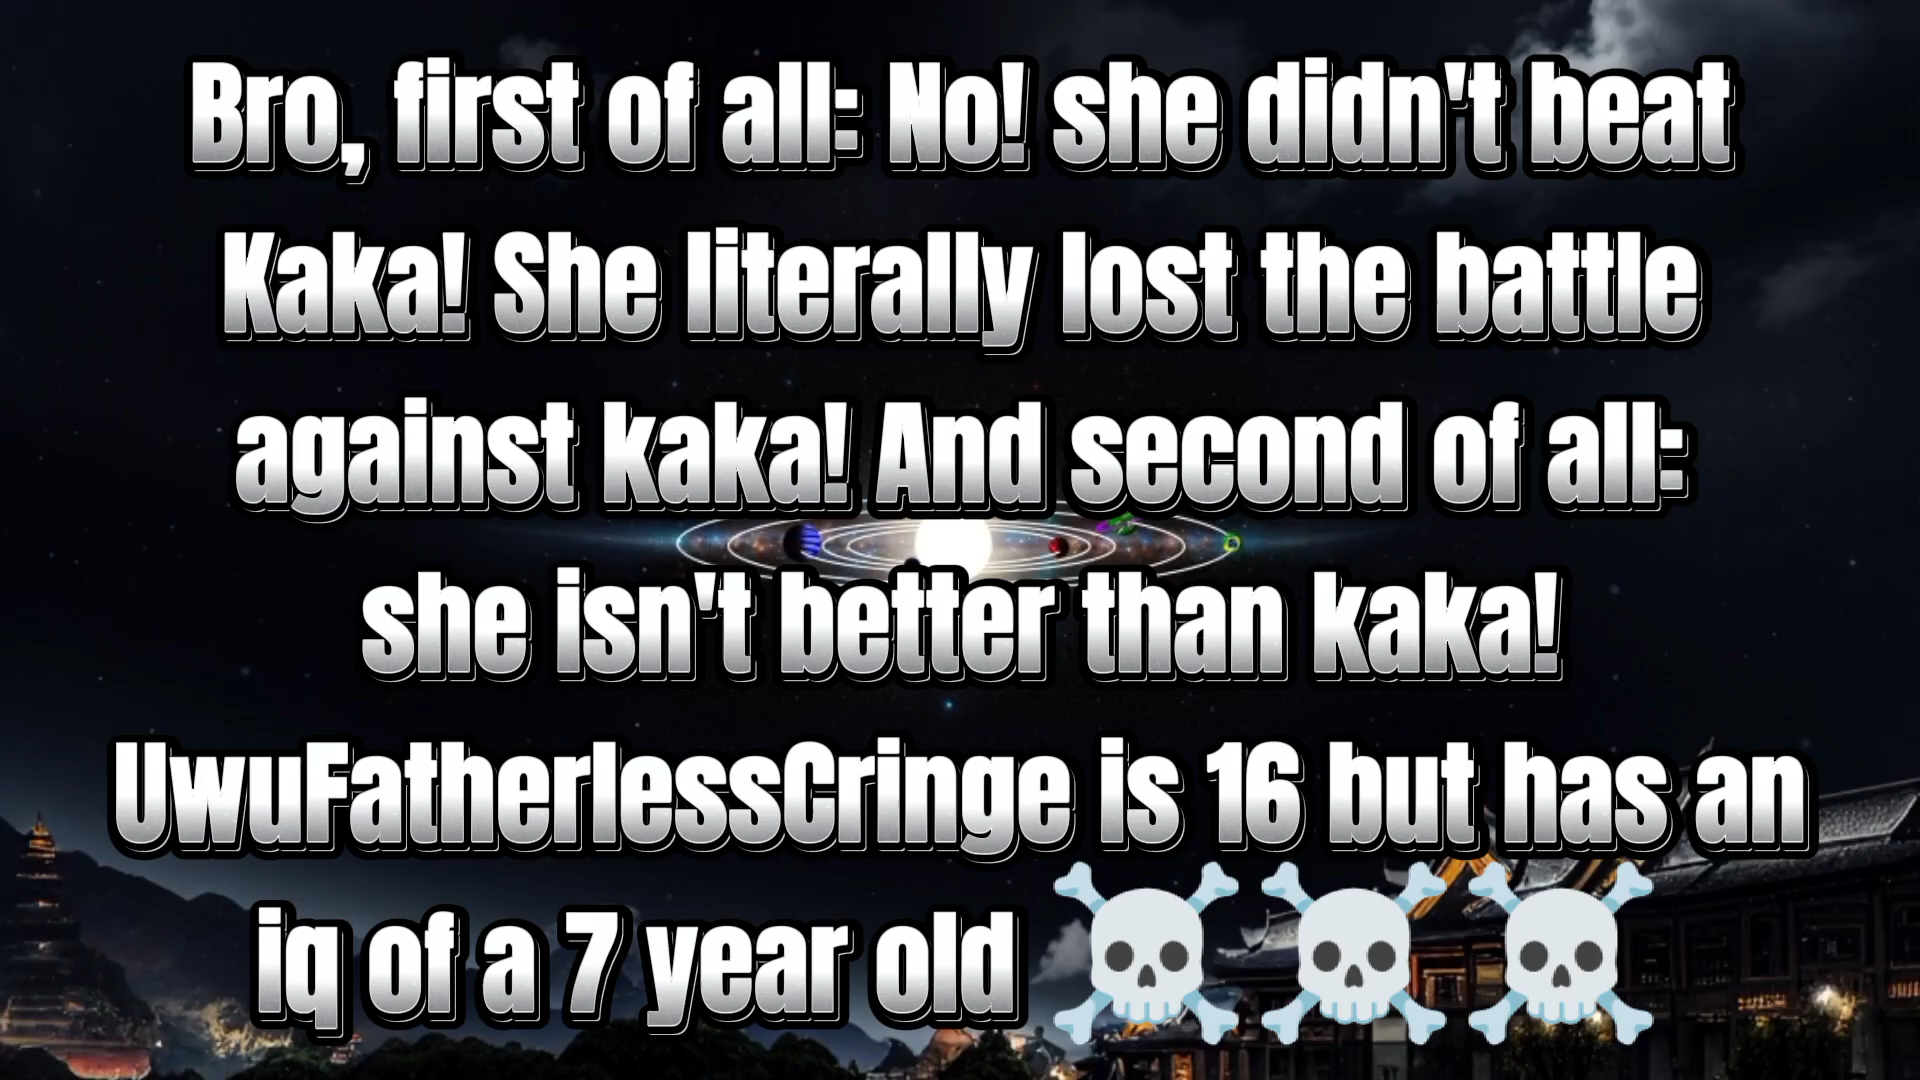 Bro, first of all: No! she didn't beat
Kaka! She literally lost the battle
against kaka! And second of all:
she isn't better than kaka!
UwuFatherlessCringe is 16 but has an
iq of a 7 year old ☠️☠️☠️